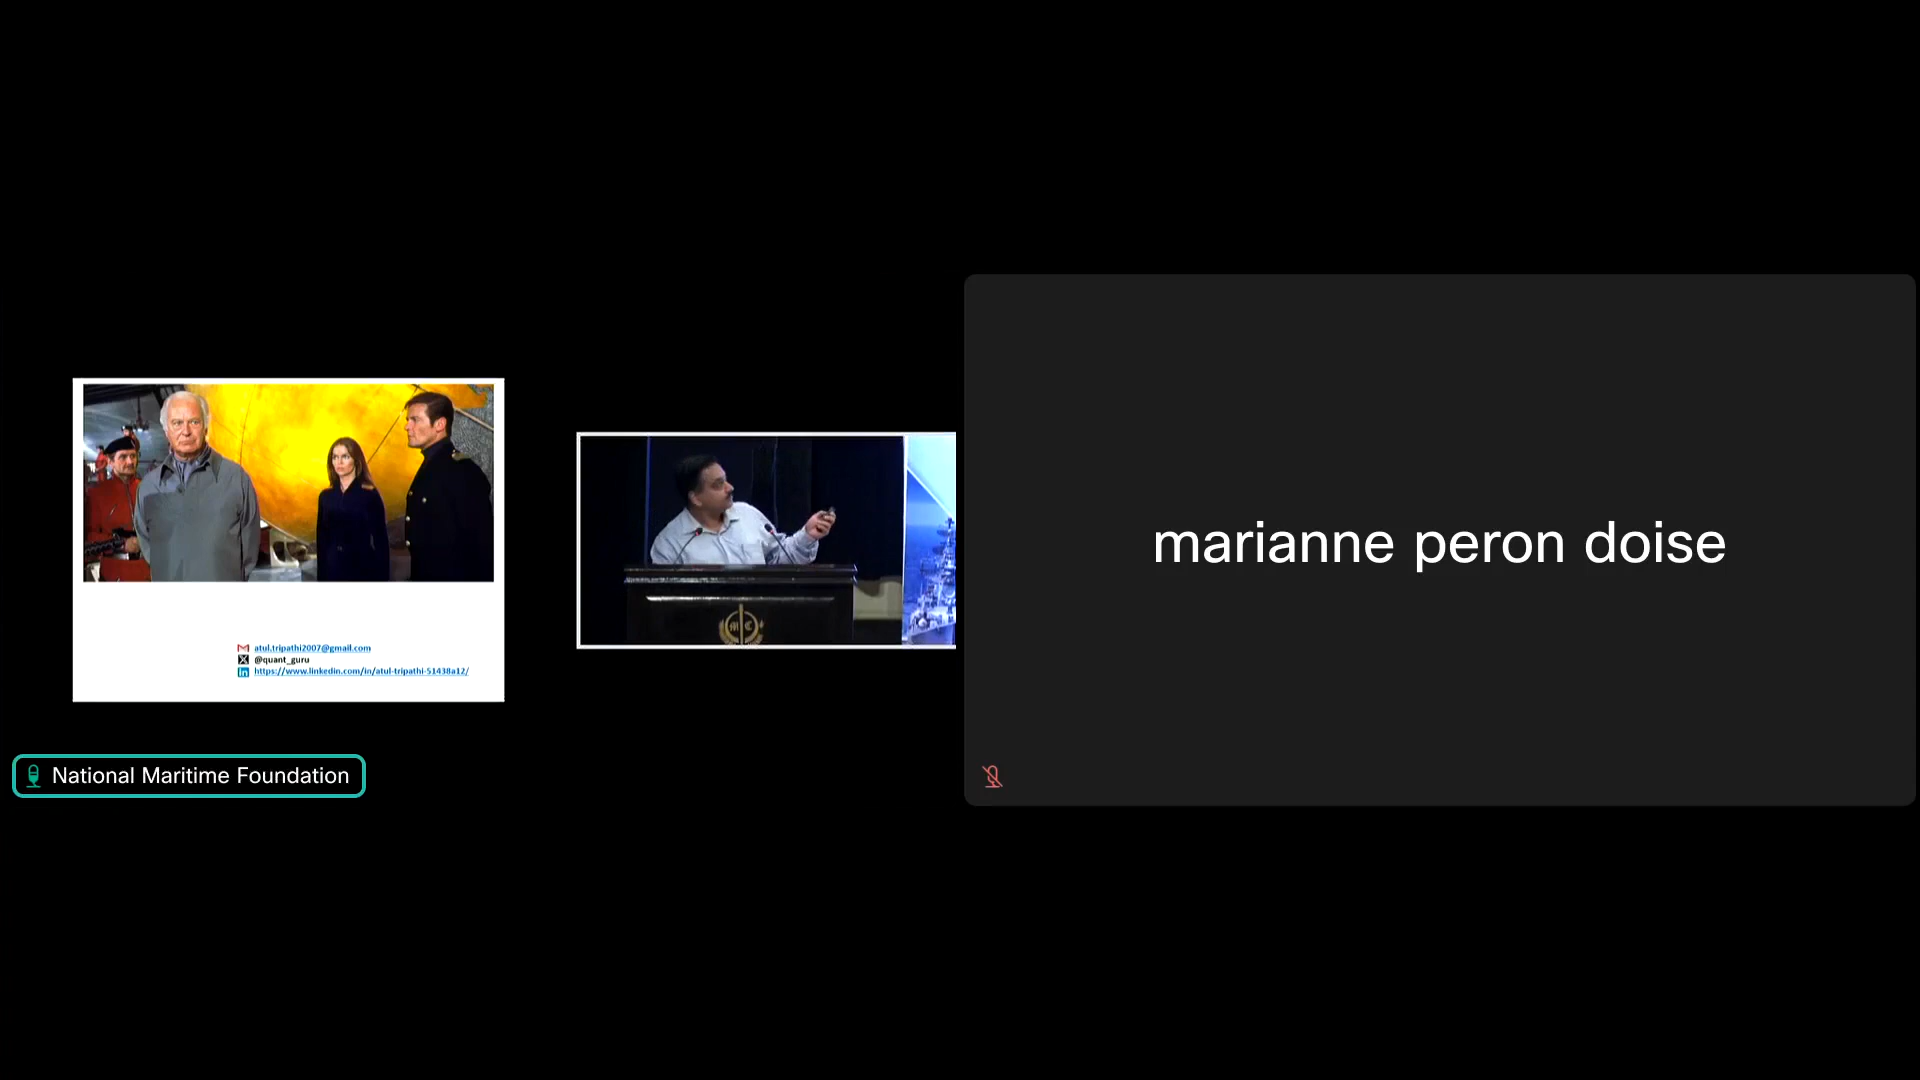 atul.tripathi2007@gmail.com
@quant_guru
https://www.linkedin.com/in/atul-tripathi-51438a12/
National Maritime Foundation
marianne peron doise